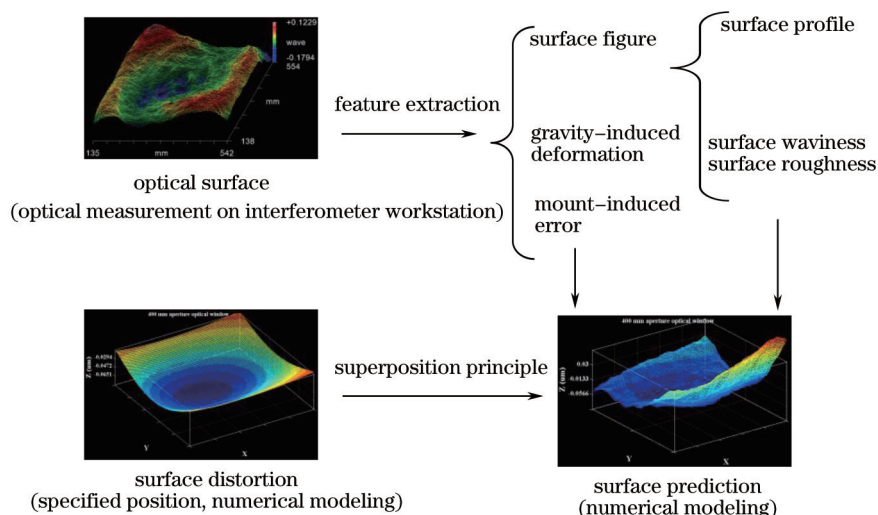 +0.1229
wave
-0.1794
554
mm
138
135
mm
542
optical surface
(optical measurement on interferometer workstation)
feature extraction
surface figure
gravity-induced
deformation
mount-induced
error
surface profile
surface waviness
surface roughness
400 mm aperture optical window
-0.0294
-0.0472
-0.0651
Z (um)
Y
X
surface distortion
(specified position, numerical modeling)
superposition principle
400 mm aperture optical window
0.03
-0.0133
-0.0566
Z (um)
Y
X
surface prediction
(numerical modeling)